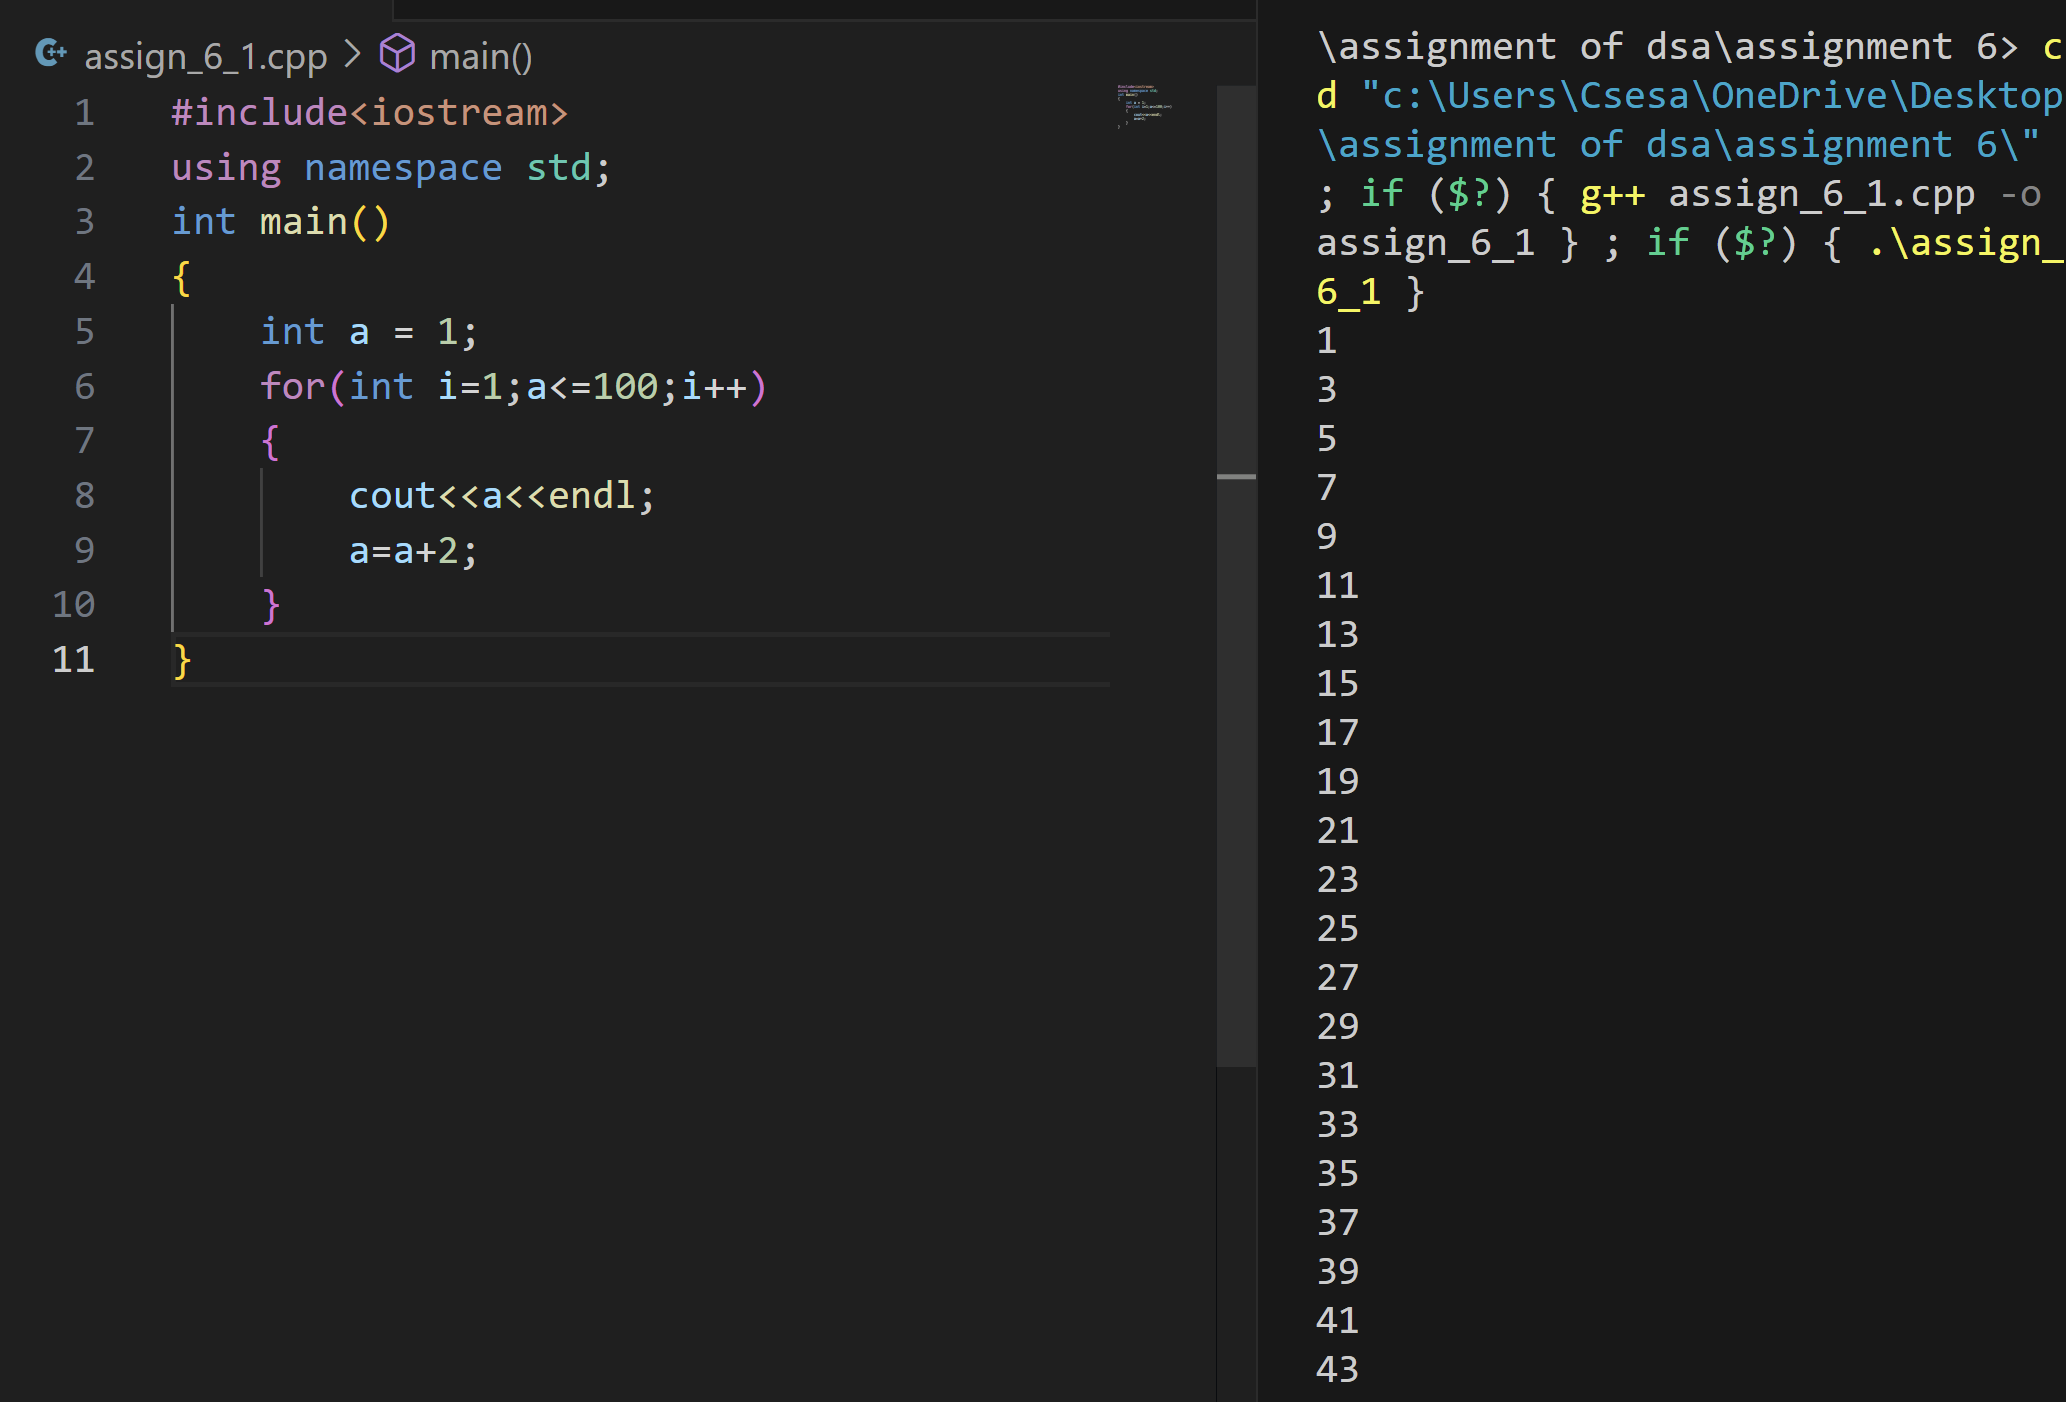 assign_6_1.cpp > main()
1 #include<iostream>
2 using namespace std;
3 int main()
4 {
5     int a = 1;
6     for(int i=1;a<=100;i++)
7     {
8         cout<<a<<endl;
9         a=a+2;
10     }
11 }
\assignment of dsa\assignment 6> c
d "c:\Users\Csesa\OneDrive\Desktop
\assignment of dsa\assignment 6\"
; if ($?) { g++ assign_6_1.cpp -o
assign_6_1 } ; if ($?) { .\assign_
6_1 }
1
3
5
7
9
11
13
15
17
19
21
23
25
27
29
31
33
35
37
39
41
43